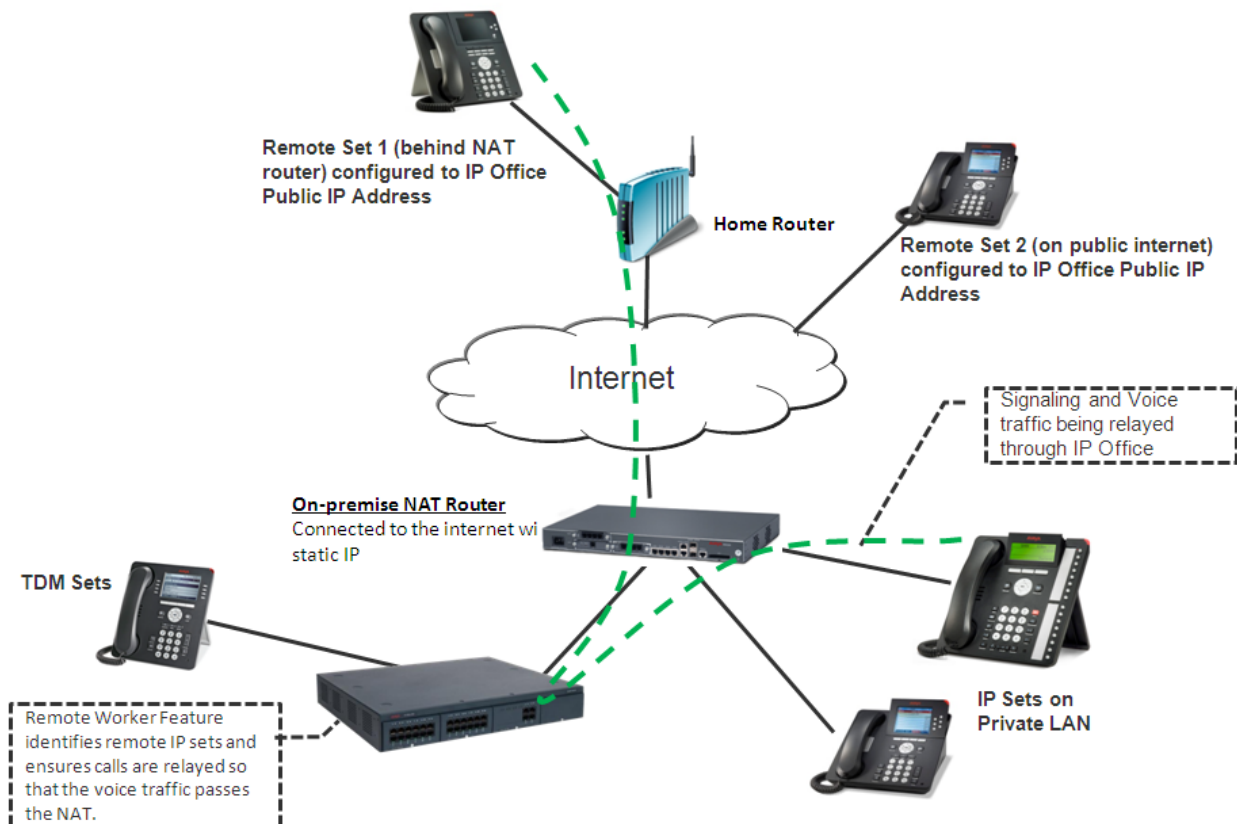 Remote Set 1 (behind NAT
router) configured to IP Office
Public IP Address
Home Router
Remote Set 2 (on public internet)
configured to IP Office Public IP
Address
Internet
Signaling and Voice
traffic being relayed
through IP Office
On-premise NAT Router
Connected to the internet wi
static IP
TDM Sets
IP Sets on
Private LAN
Remote Worker Feature
identifies remote IP sets and
ensures calls are relayed so
that the voice traffic passes
the NAT.